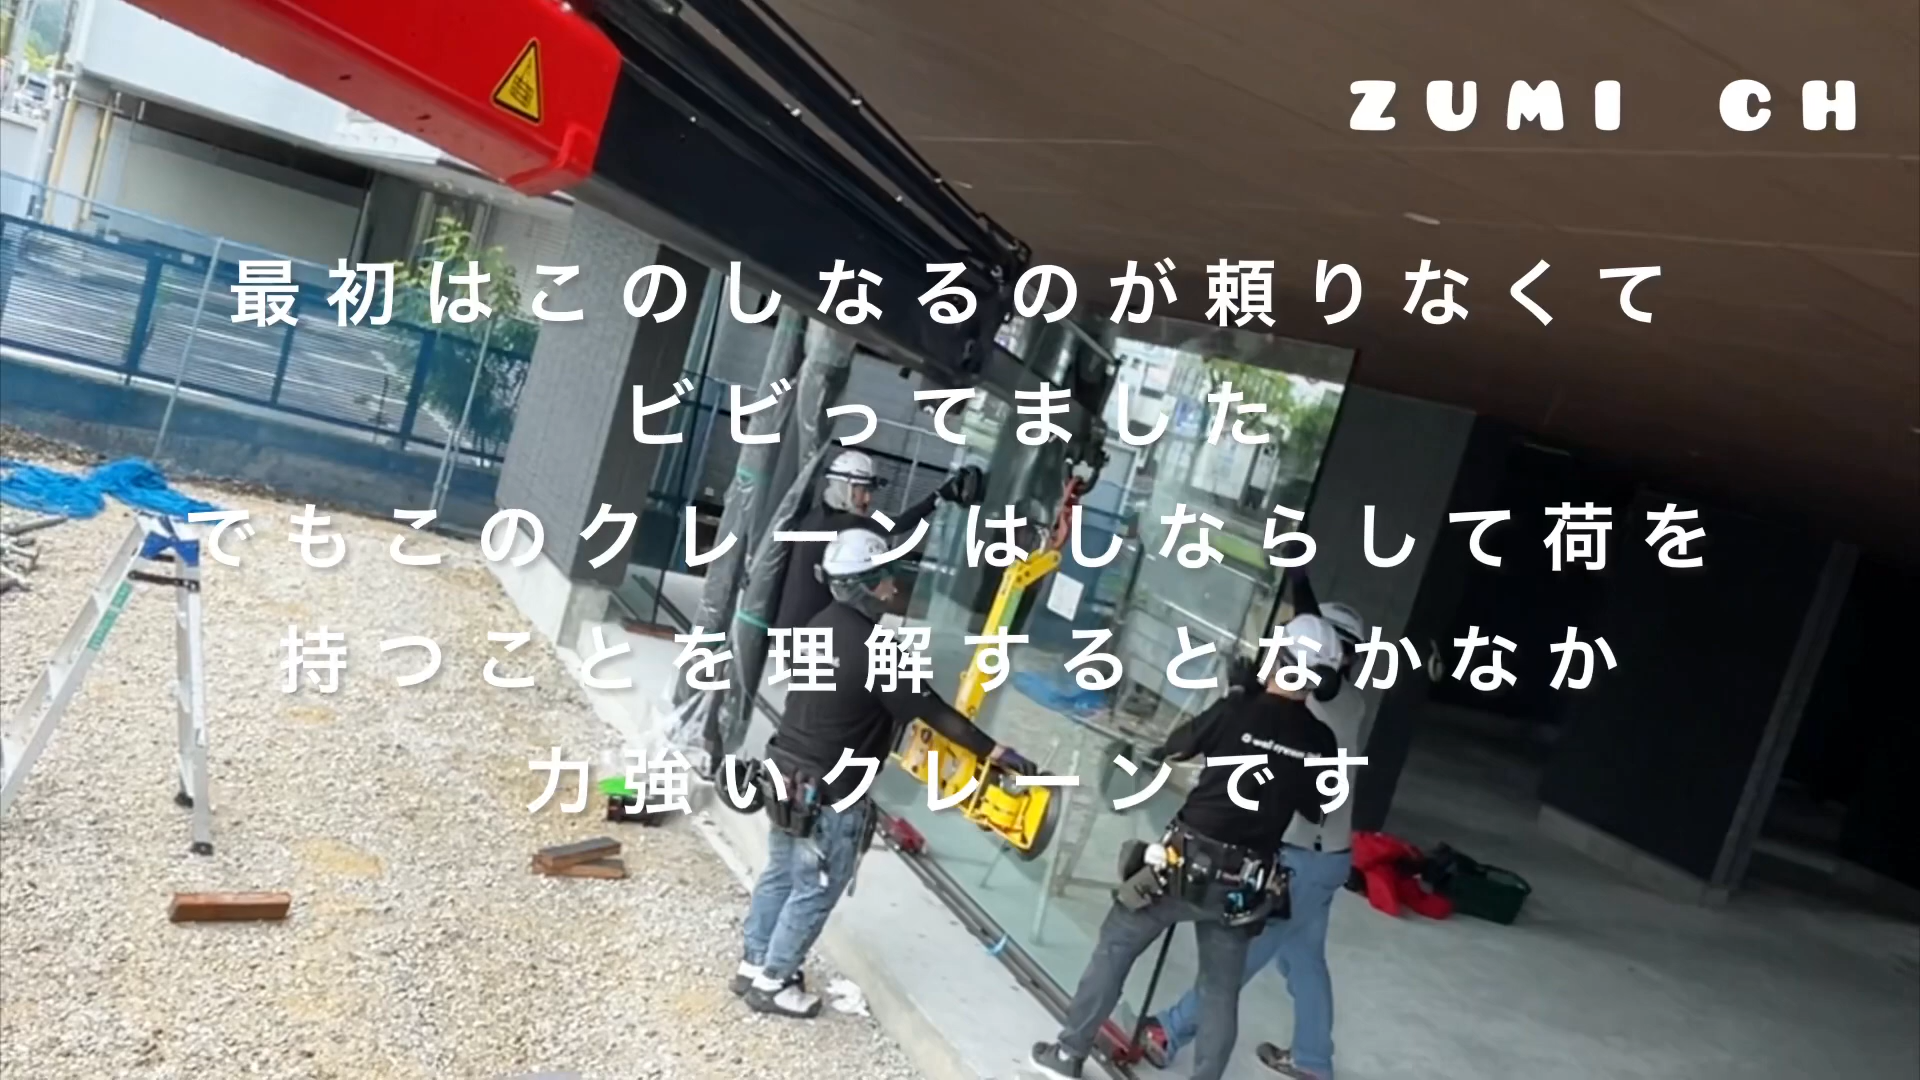 ZUMI CH
最初はこのしなるのが頼りなくて
ビビってました
でもこのクレーンはしならして荷を
持つことを理解するとなかなか
力強いクレーンです